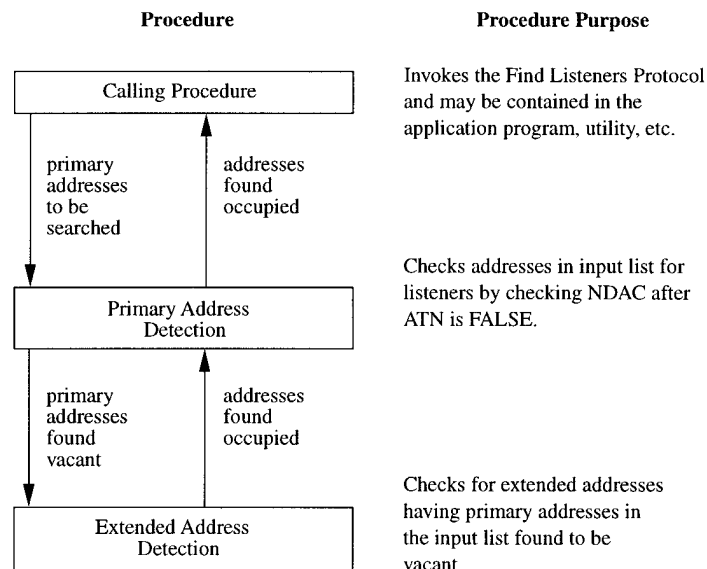 Procedure
Procedure Purpose
Calling Procedure
Invokes the Find Listeners Protocol
and may be contained in the
application program, utility, etc.
primary
addresses
to be
searched
addresses
found
occupied
Primary Address
Detection
Checks addresses in input list for
listeners by checking NDAC after
ATN is FALSE.
primary
addresses
found
vacant
addresses
found
occupied
Extended Address
Detection
Checks for extended addresses
having primary addresses in
the input list found to be
vacant